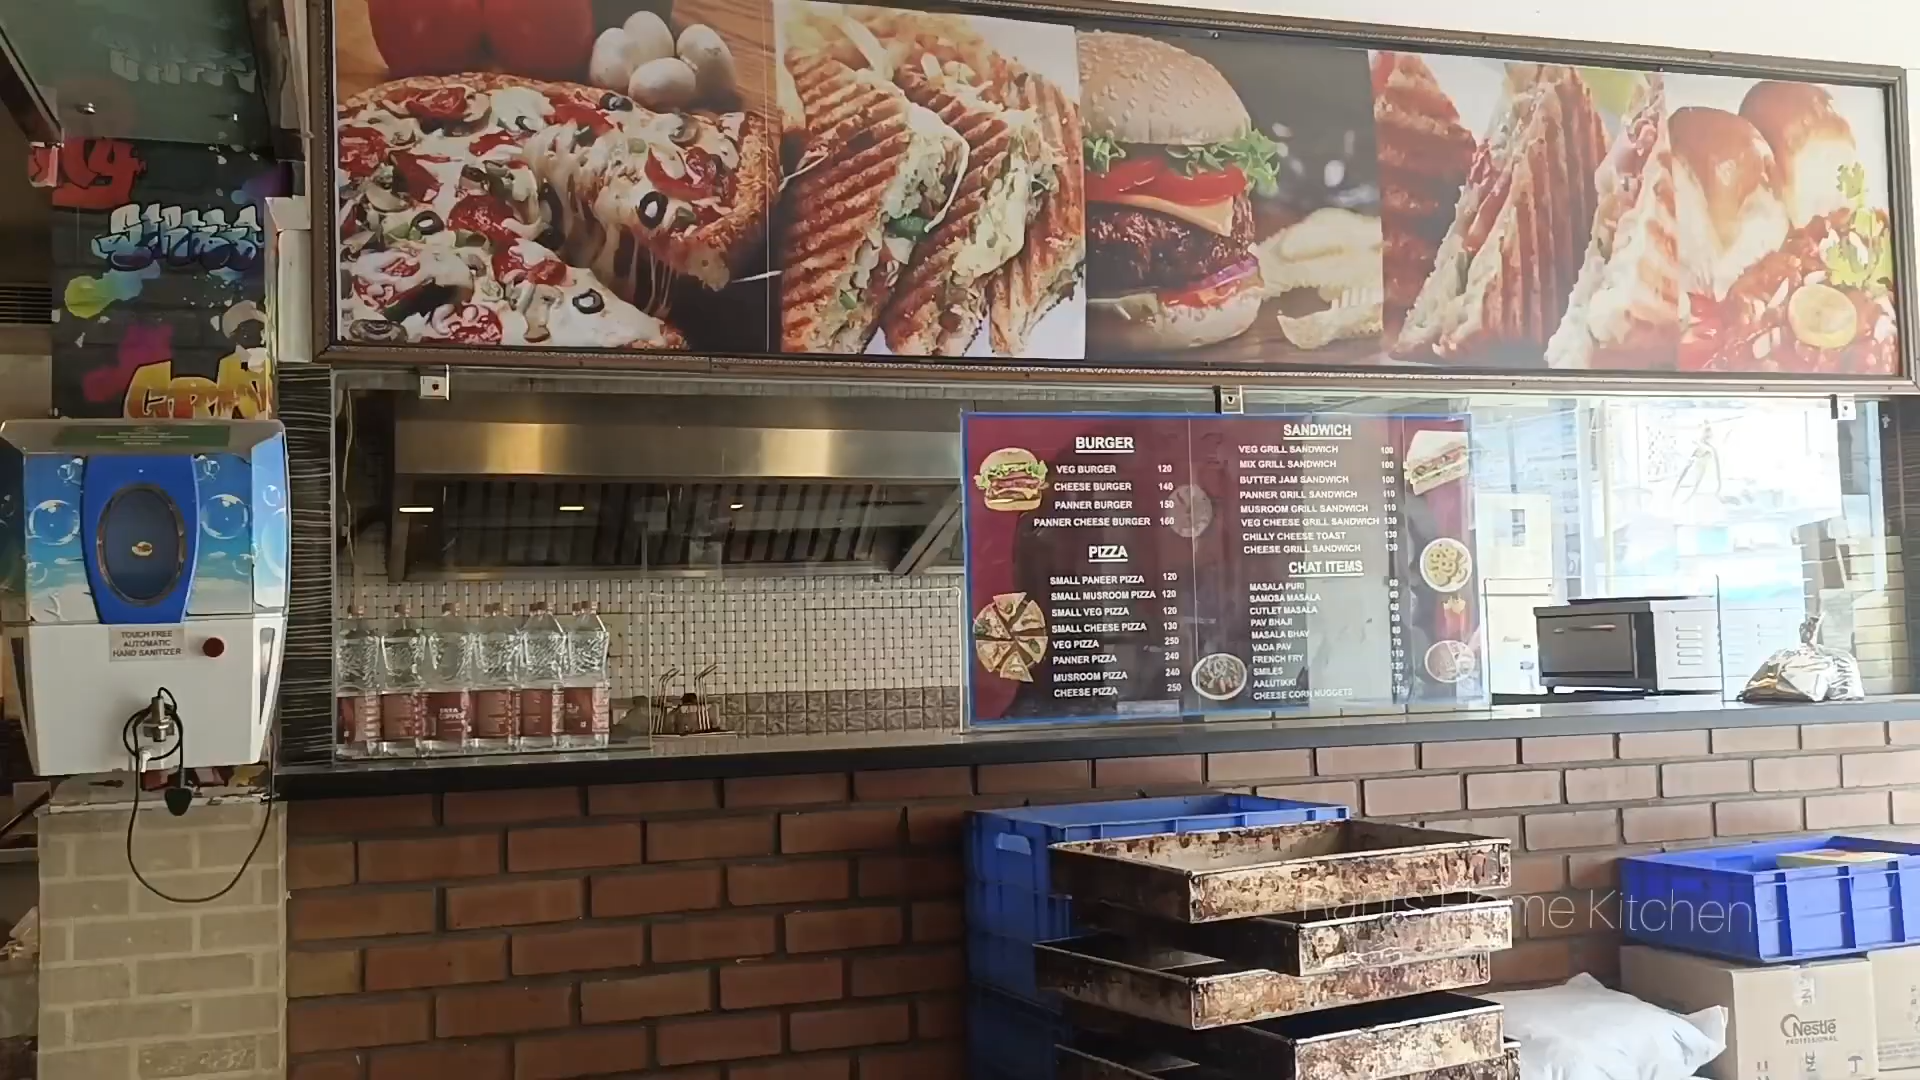 BURGER
VEG BURGER 120
CHEESE BURGER 140
PANNER BURGER 150
PANNER CHEESE BURGER 160
PIZZA
SMALL PANEER PIZZA 120
SMALL MUSROOM PIZZA 120
SMALL VEG PIZZA 120
SMALL CHEESE PIZZA 130
VEG PIZZA 250
PANNER PIZZA 240
MUSROOM PIZZA 240
CHEESE PIZZA 250
SANDWICH
VEG GRILL SANDWICH 100
MIX GRILL SANDWICH 100
BUTTER JAM SANDWICH 100
PANNER GRILL SANDWICH 110
MUSROOM GRILL SANDWICH 110
VEG CHEESE GRILL SANDWICH 130
CHILLY CHEESE TOAST 130
CHEESE GRILL SANDWICH 130
CHAT ITEMS
MASALA PURI 60
SAMOSA MASALA 60
CUTLET MASALA
PAV BHAJI
MASALA BHAV
VADA PAV
FRENCH FRY
SMILES
AALUTIKKI
CHEESE CORN NUGGETS
TOUCH FREE
AUTOMATIC
HAND SANITIZER
Home Kitchen
Nestlé
PROFESSIONAL